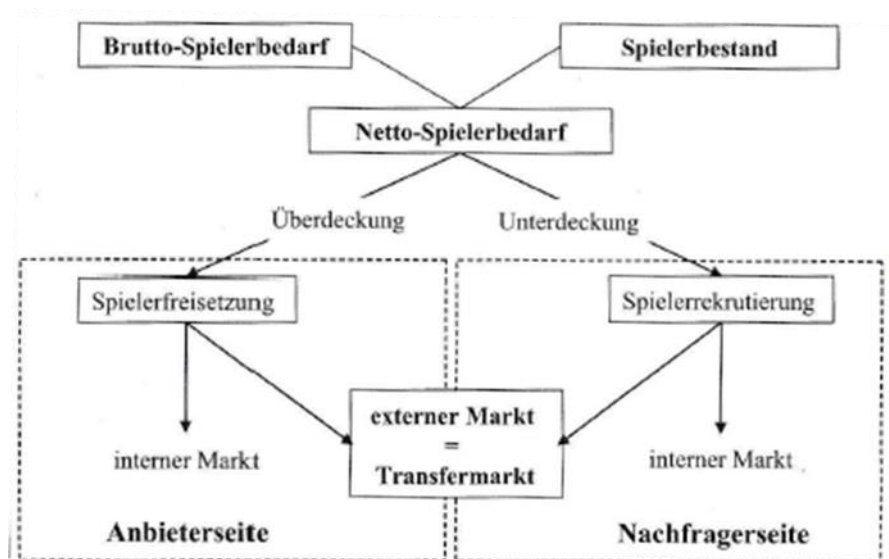 Brutto-Spielerbedarf
Spielerbestand
Netto-Spielerbedarf
Überdeckung
Unterdeckung
Spielerfreisetzung
Spielerrekrutierung
externer Markt
=
Transfermarkt
interner Markt
interner Markt
Anbieterseite
Nachfragerseite